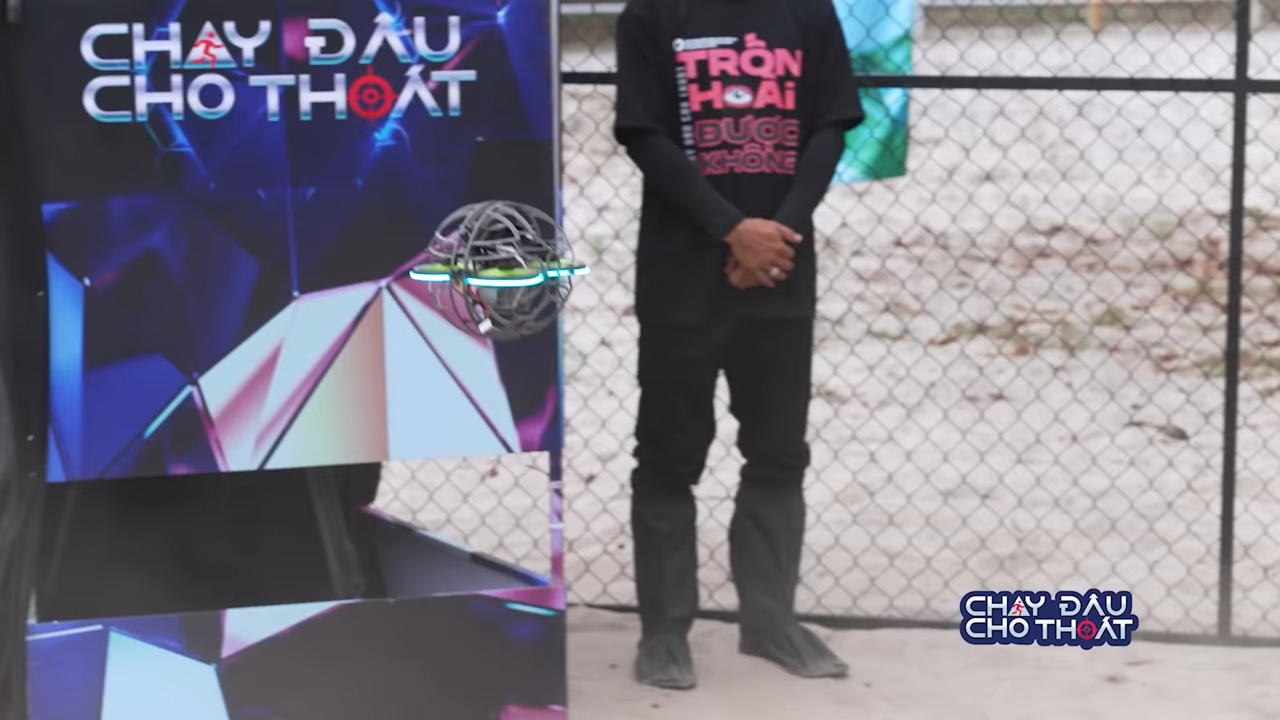 CHẠY ĐÂU
CHO THOÁT
TRỐN
HOÀI
ĐƯỢC
KHÔNG
CHẠY ĐÂU
CHO THOÁT